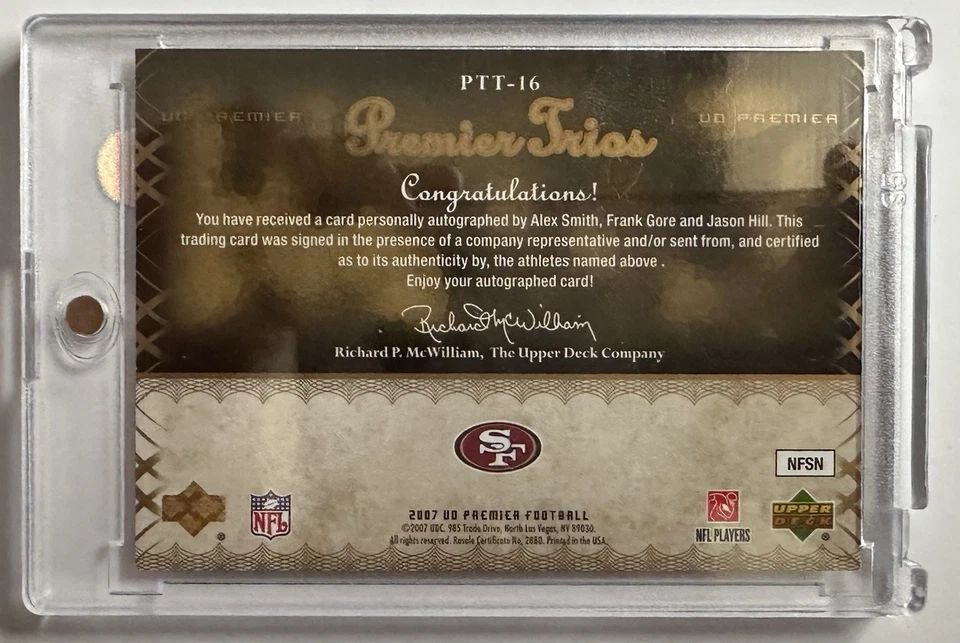 PTT-16
UD PREMIER
Premier Trios
UD PREMIER
Congratulations!
You have received a card personally autographed by Alex Smith, Frank Gore and Jason Hill. This
trading card was signed in the presence of a company representative and/or sent from, and certified
as to its authenticity by, the athletes named above .
Enjoy your autographed card!
Richard McWilliam
Richard P. McWilliam, The Upper Deck Company
SF
NFSN
NFL
2007 UD PREMIER FOOTBALL
©2007 UDC. 985 Trade Drive, North Las Vegas, NV 89030.
All rights reserved. Resale Certificate No. 2880. Printed in the USA.
NFL PLAYERS
UPPER
DECK
®
®